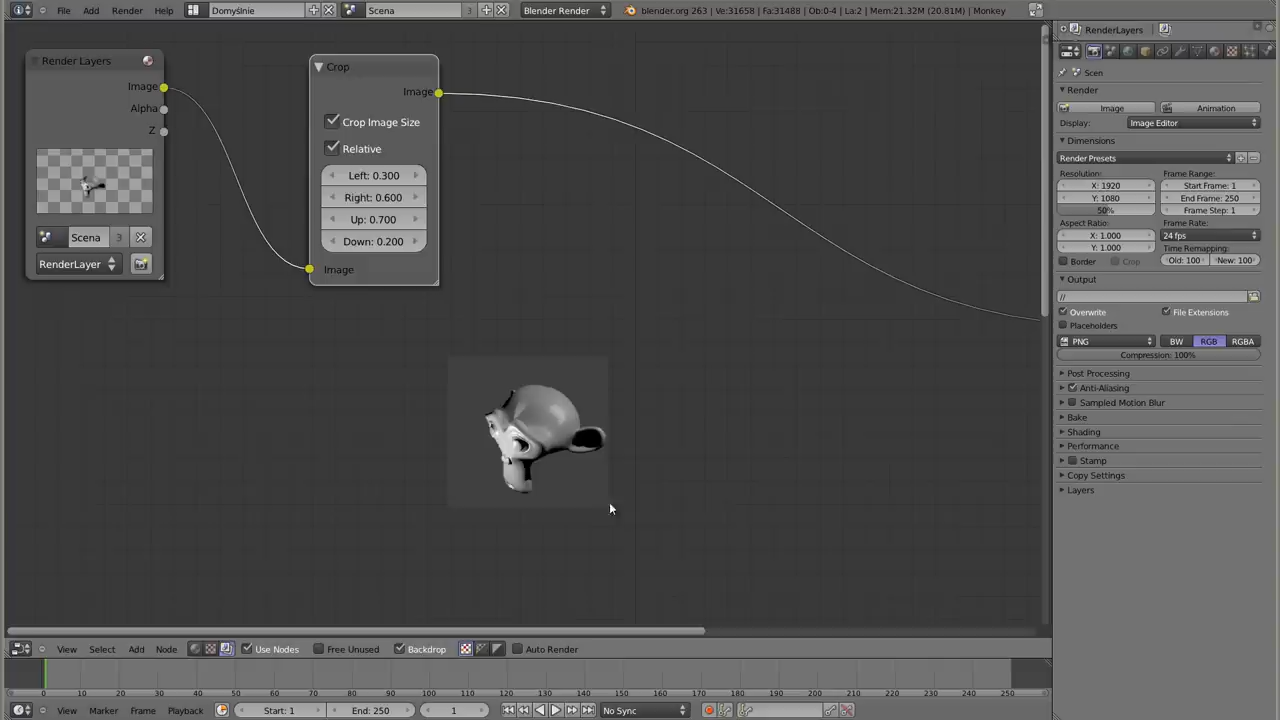 File Add Render Help Domyślnie Scena 3 Blender Render blender.org 263 | Ve:31658 | Fa:31488 | Ob:0-4 | La:2 | Mem:21.32M (20.81M) | Monkey
Render Layers
Image
Alpha
Z
Scena 3
RenderLayer
Crop
Image
Crop Image Size
Relative
Left: 0.300
Right: 0.600
Up: 0.700
Down: 0.200
Image
RenderLayers
Scen
Render
Image Animation
Display: Image Editor
Dimensions
Render Presets
Resolution: Frame Range:
X: 1920 Start Frame: 1
Y: 1080 End Frame: 250
50% Frame Step: 1
Aspect Ratio: Frame Rate:
X: 1.000 24 fps
Y: 1.000 Time Remapping:
Border Crop Old: 100 New: 100
Output
//
Overwrite File Extensions
Placeholders
PNG BW RGB RGBA
Compression: 100%
Post Processing
Anti-Aliasing
Sampled Motion Blur
Bake
Shading
Performance
Stamp
Copy Settings
Layers
View Select Add Node Use Nodes Free Unused Backdrop Auto Render
0 10 20 30 40 50 60 70 80 90 100 110 120 130 140 150 160 170 180 190 200 210 220 230 240 250
View Marker Frame Playback Start: 1 End: 250 1 No Sync